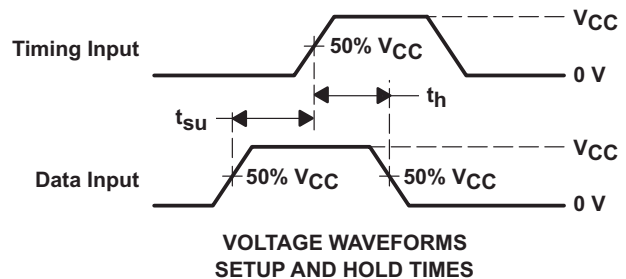 VCC
Timing Input
50% VCC
0 V
th
tsu
VCC
Data Input
50% VCC
50% VCC
0 V
VOLTAGE WAVEFORMS
SETUP AND HOLD TIMES